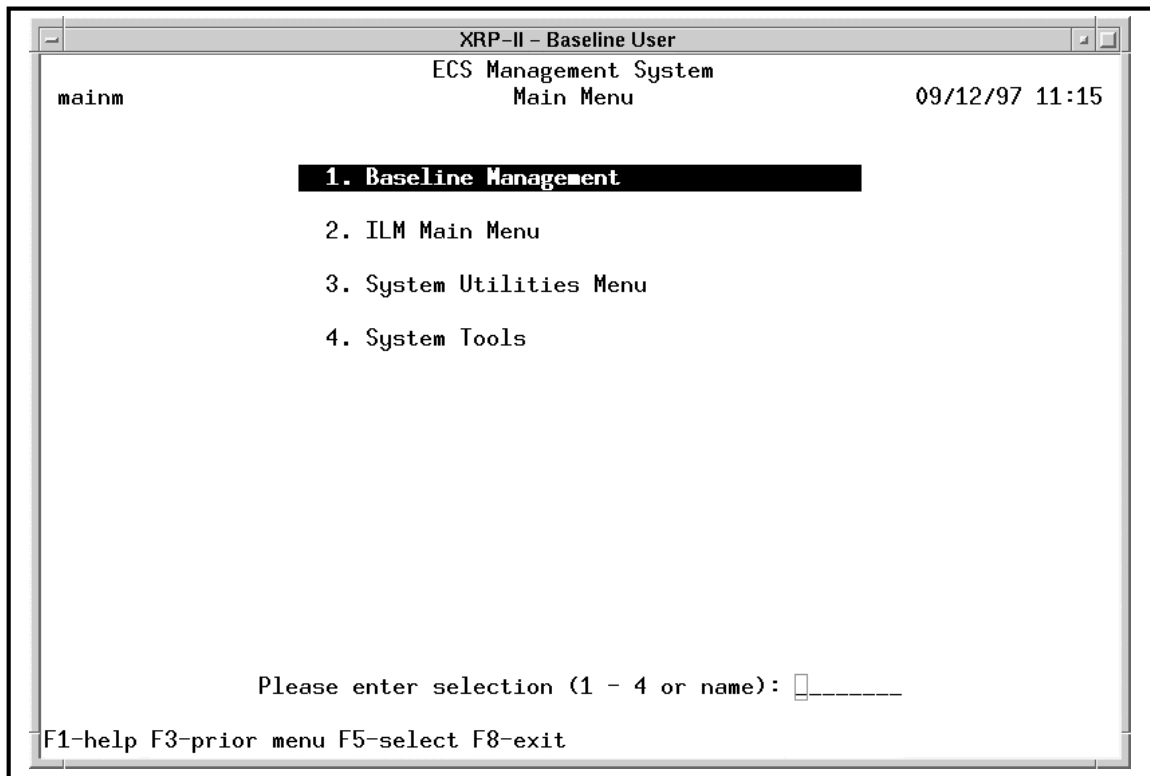 XRP-II - Baseline User
ECS Management System
mainm Main Menu 09/12/97 11:15
1. Baseline Management
2. ILM Main Menu
3. System Utilities Menu
4. System Tools
Please enter selection (1 - 4 or name): ________
F1-help F3-prior menu F5-select F8-exit